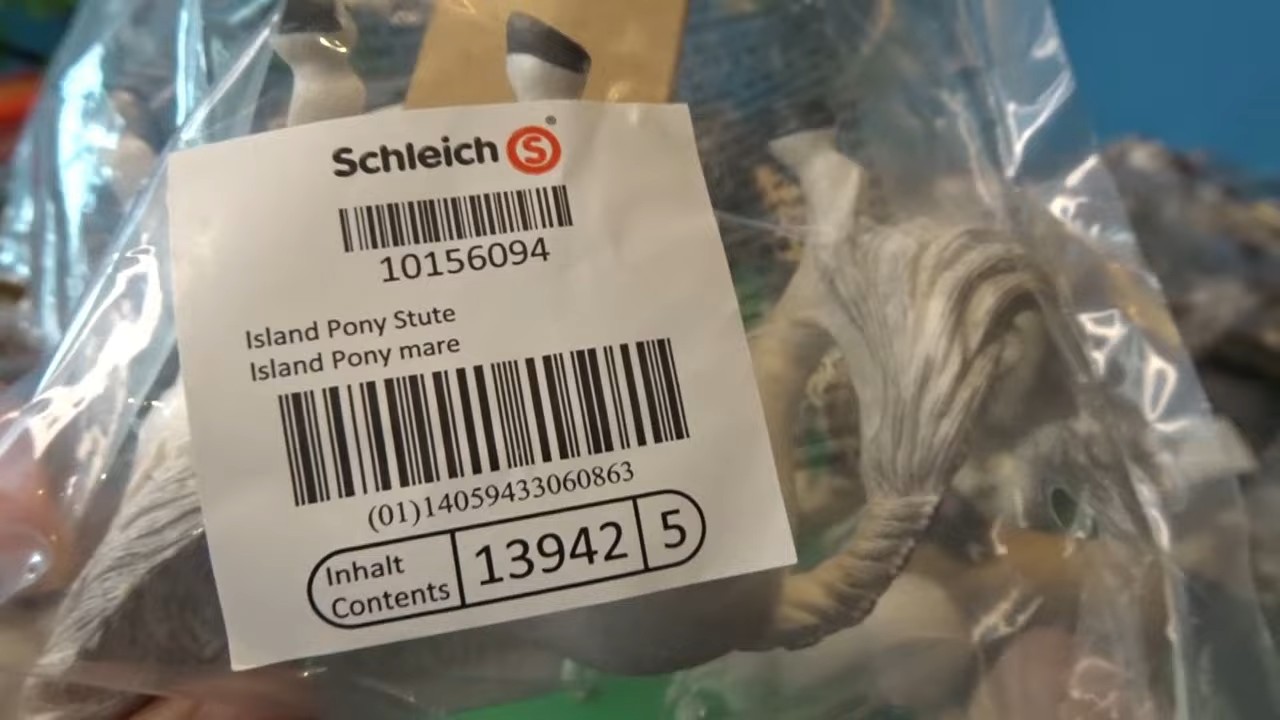 Schleich S®
10156094
Island Pony Stute
Island Pony mare
(01)14059433060863
Inhalt
Contents
13942
5